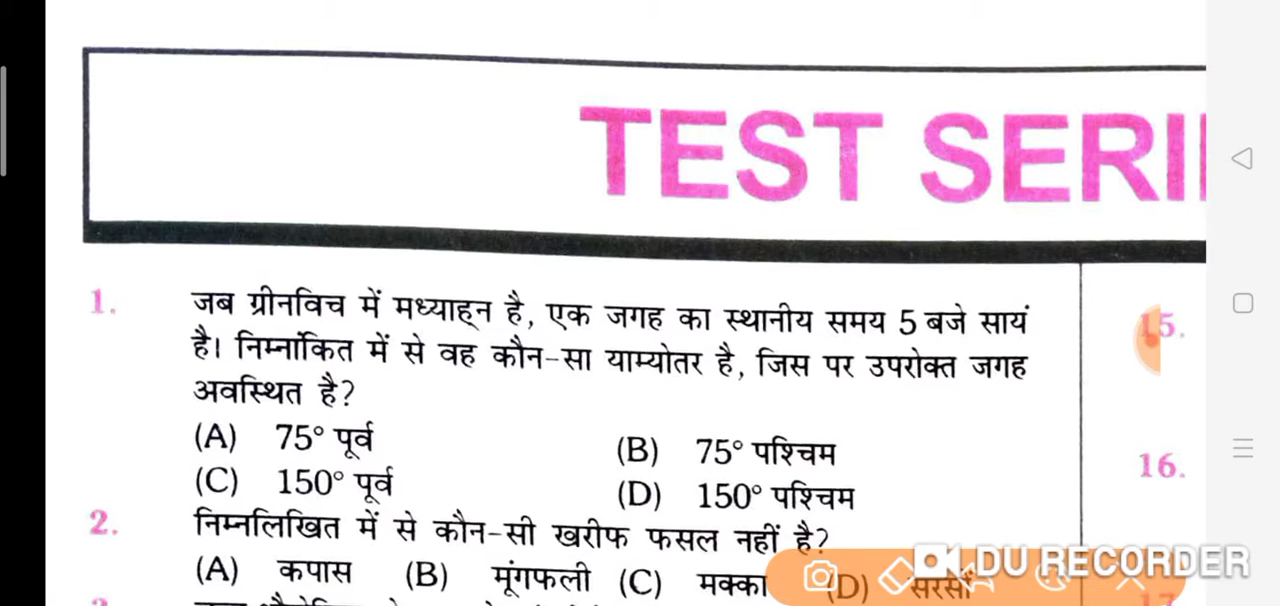 TEST SERI
1. जब ग्रीनविच में मध्याह्न है, एक जगह का स्थानीय समय 5 बजे सायं
है। निम्नांकित में से वह कौन-सा याम्योतर है, जिस पर उपरोक्त जगह
अवस्थित है?
(A) 75° पूर्व (B) 75° पश्चिम
(C) 150° पूर्व (D) 150° पश्चिम
2. निम्नलिखित में से कौन-सी खरीफ फसल नहीं है?
(A) कपास (B) मूंगफली (C) मक्का (D) सरसों
15.
16.
DU RECORDER